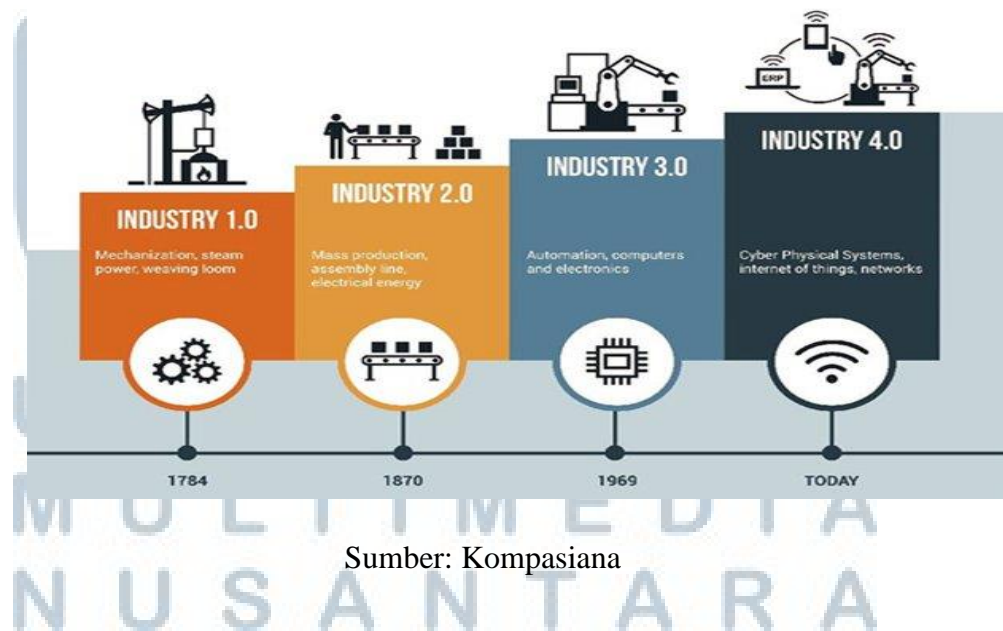 ERP
INDUSTRY 1.0
Mechanization, steam
power, weaving loom
INDUSTRY 2.0
Mass production,
assembly line,
electrical energy
INDUSTRY 3.0
Automation, computers
and electronics
INDUSTRY 4.0
Cyber Physical Systems,
internet of things, networks
1784
1870
1969
TODAY
MULTIMEDIA
Sumber: Kompasiana
NUSANTARA